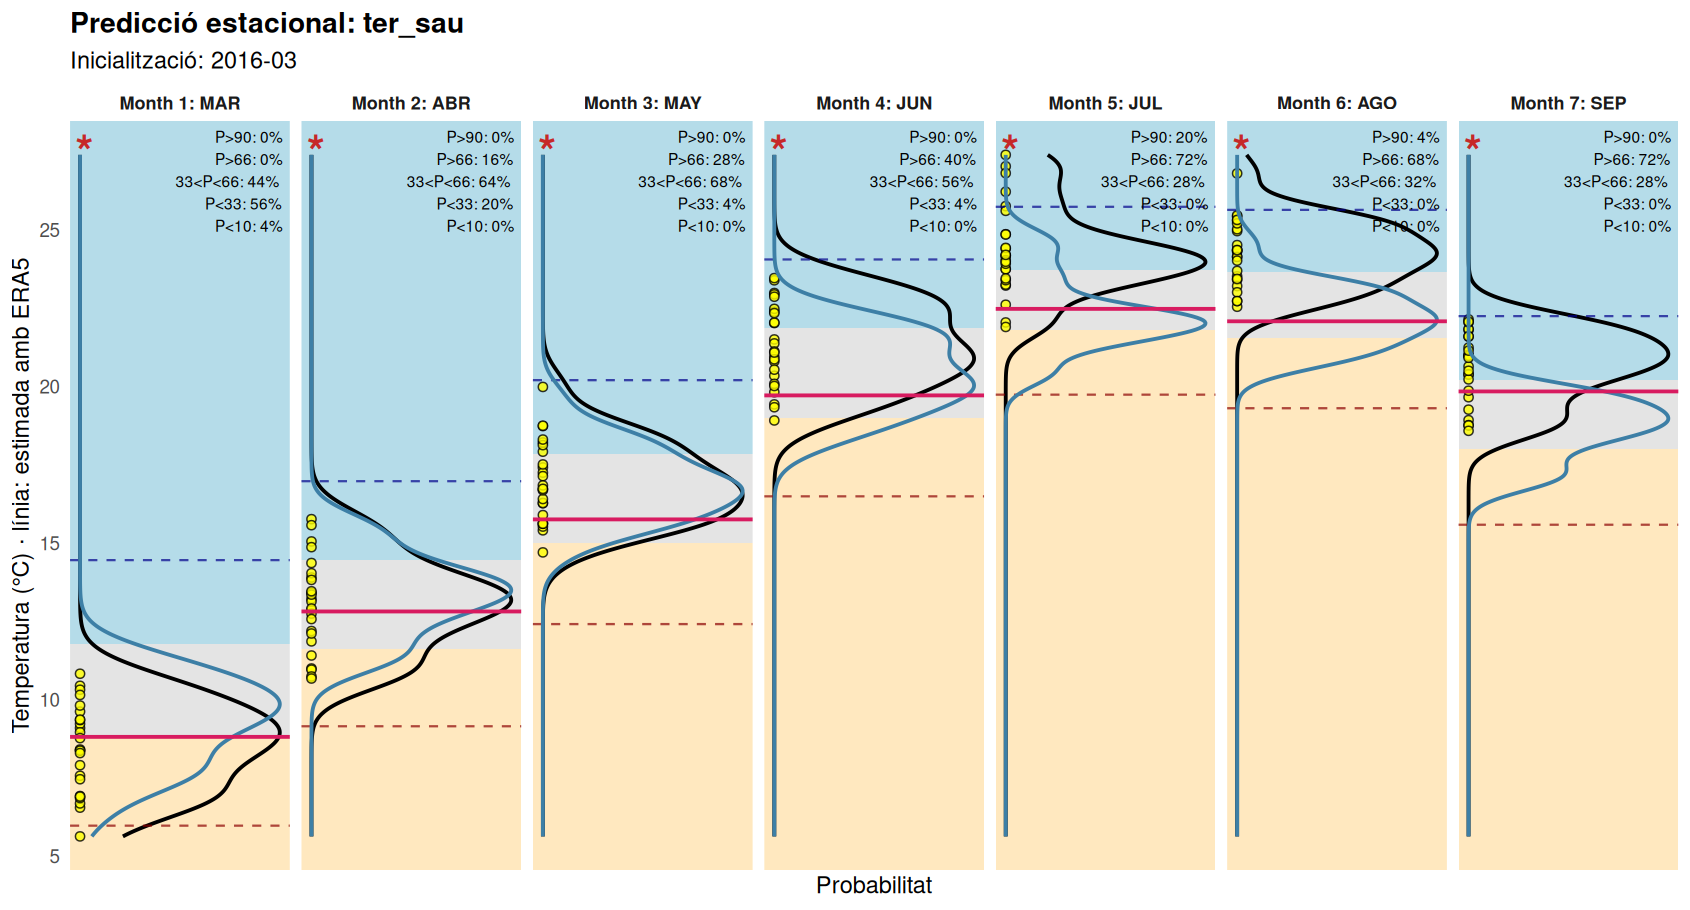 Predicció estacional: ter_sau
Inicialització: 2016-03
Month 1: MAR
Month 2: ABR
Month 3: MAY
Month 4: JUN
Month 5: JUL
Month 6: AGO
Month 7: SEP
*
P>90: 0%
P>66: 0%
33<P<66: 44%
P<33: 56%
P<10: 4%
*
P>90: 0%
P>66: 16%
33<P<66: 64%
P<33: 20%
P<10: 0%
*
P>90: 0%
P>66: 28%
33<P<66: 68%
P<33: 4%
P<10: 0%
*
P>90: 0%
P>66: 40%
33<P<66: 56%
P<33: 4%
P<10: 0%
*
P>90: 20%
P>66: 72%
33<P<66: 28%
P<33: 0%
P<10: 0%
*
P>90: 4%
P>66: 68%
33<P<66: 32%
P<33: 0%
P<10: 0%
*
P>90: 0%
P>66: 72%
33<P<66: 28%
P<33: 0%
P<10: 0%
25
20
15
10
5
Temperatura (°C) · línia: estimada amb ERA5
Probabilitat